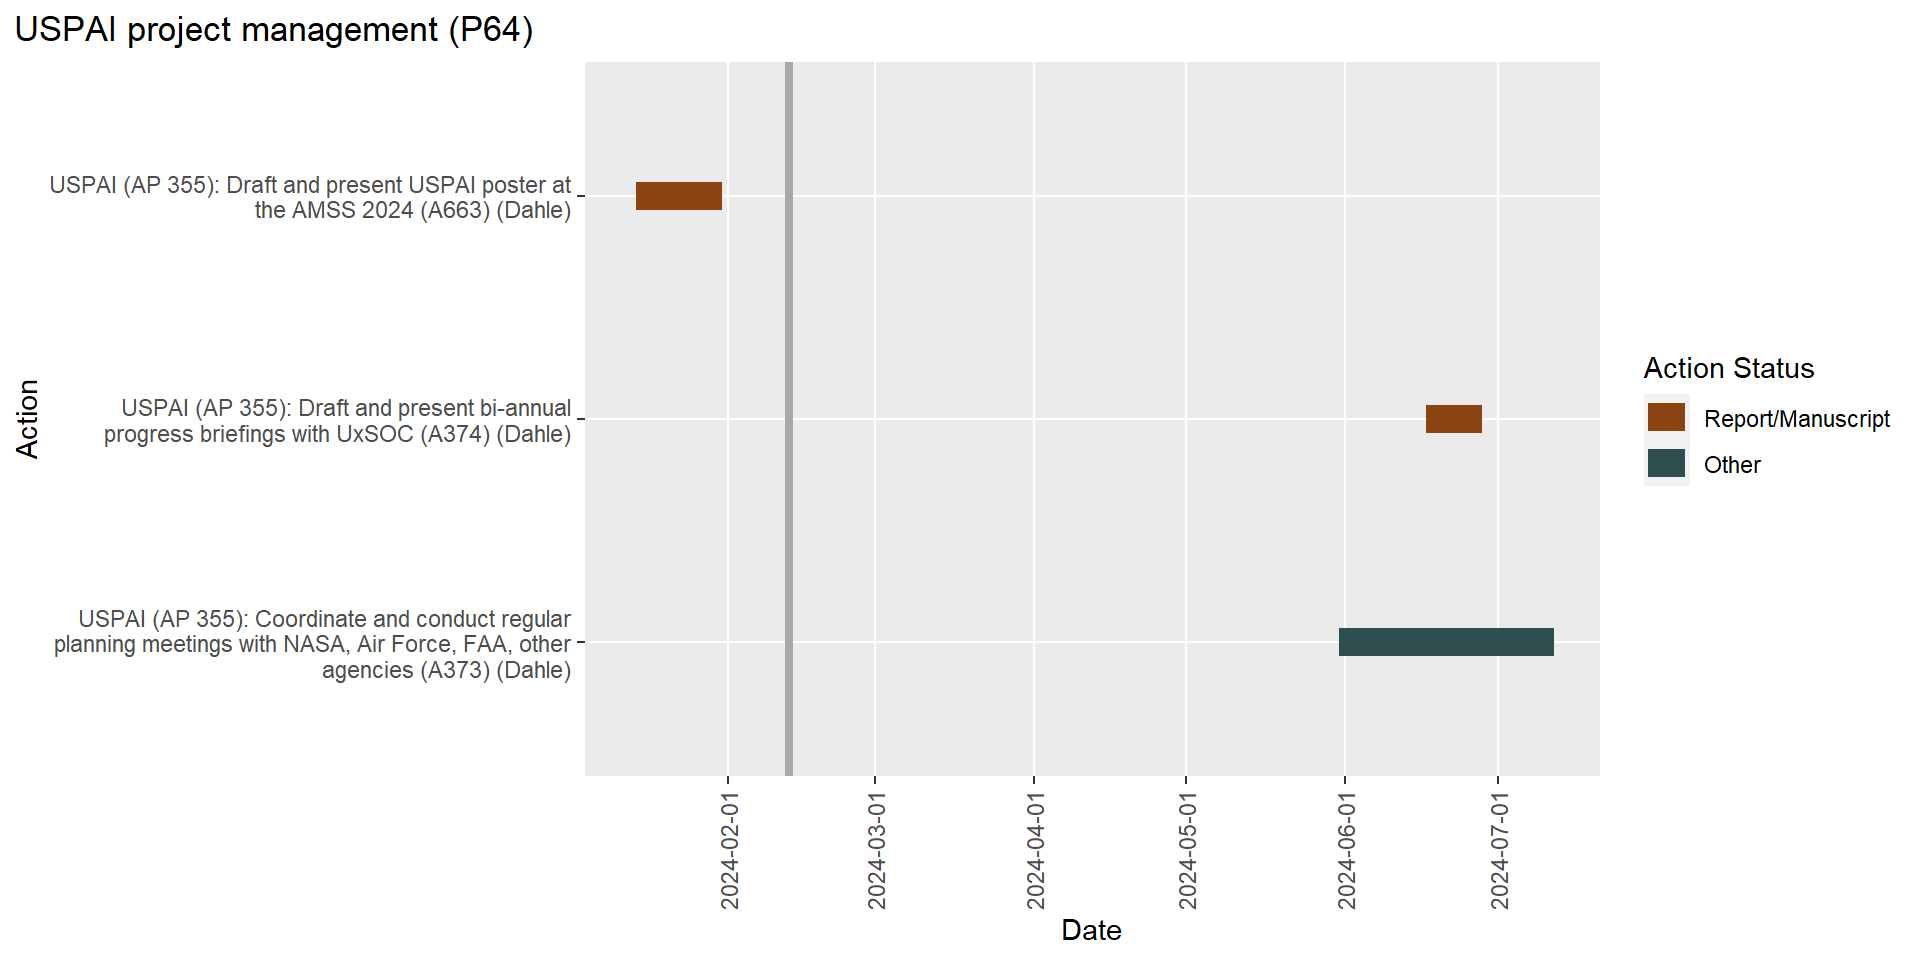 USPAI project management (P64)
Action
USPAI (AP 355): Draft and present USPAI poster at
the AMSS 2024 (A663) (Dahle)
USPAI (AP 355): Draft and present bi-annual
progress briefings with UxSOC (A374) (Dahle)
USPAI (AP 355): Coordinate and conduct regular
planning meetings with NASA, Air Force, FAA, other
agencies (A373) (Dahle)
2024-02-01
2024-03-01
2024-04-01
2024-05-01
2024-06-01
2024-07-01
Date
Action Status
Report/Manuscript
Other